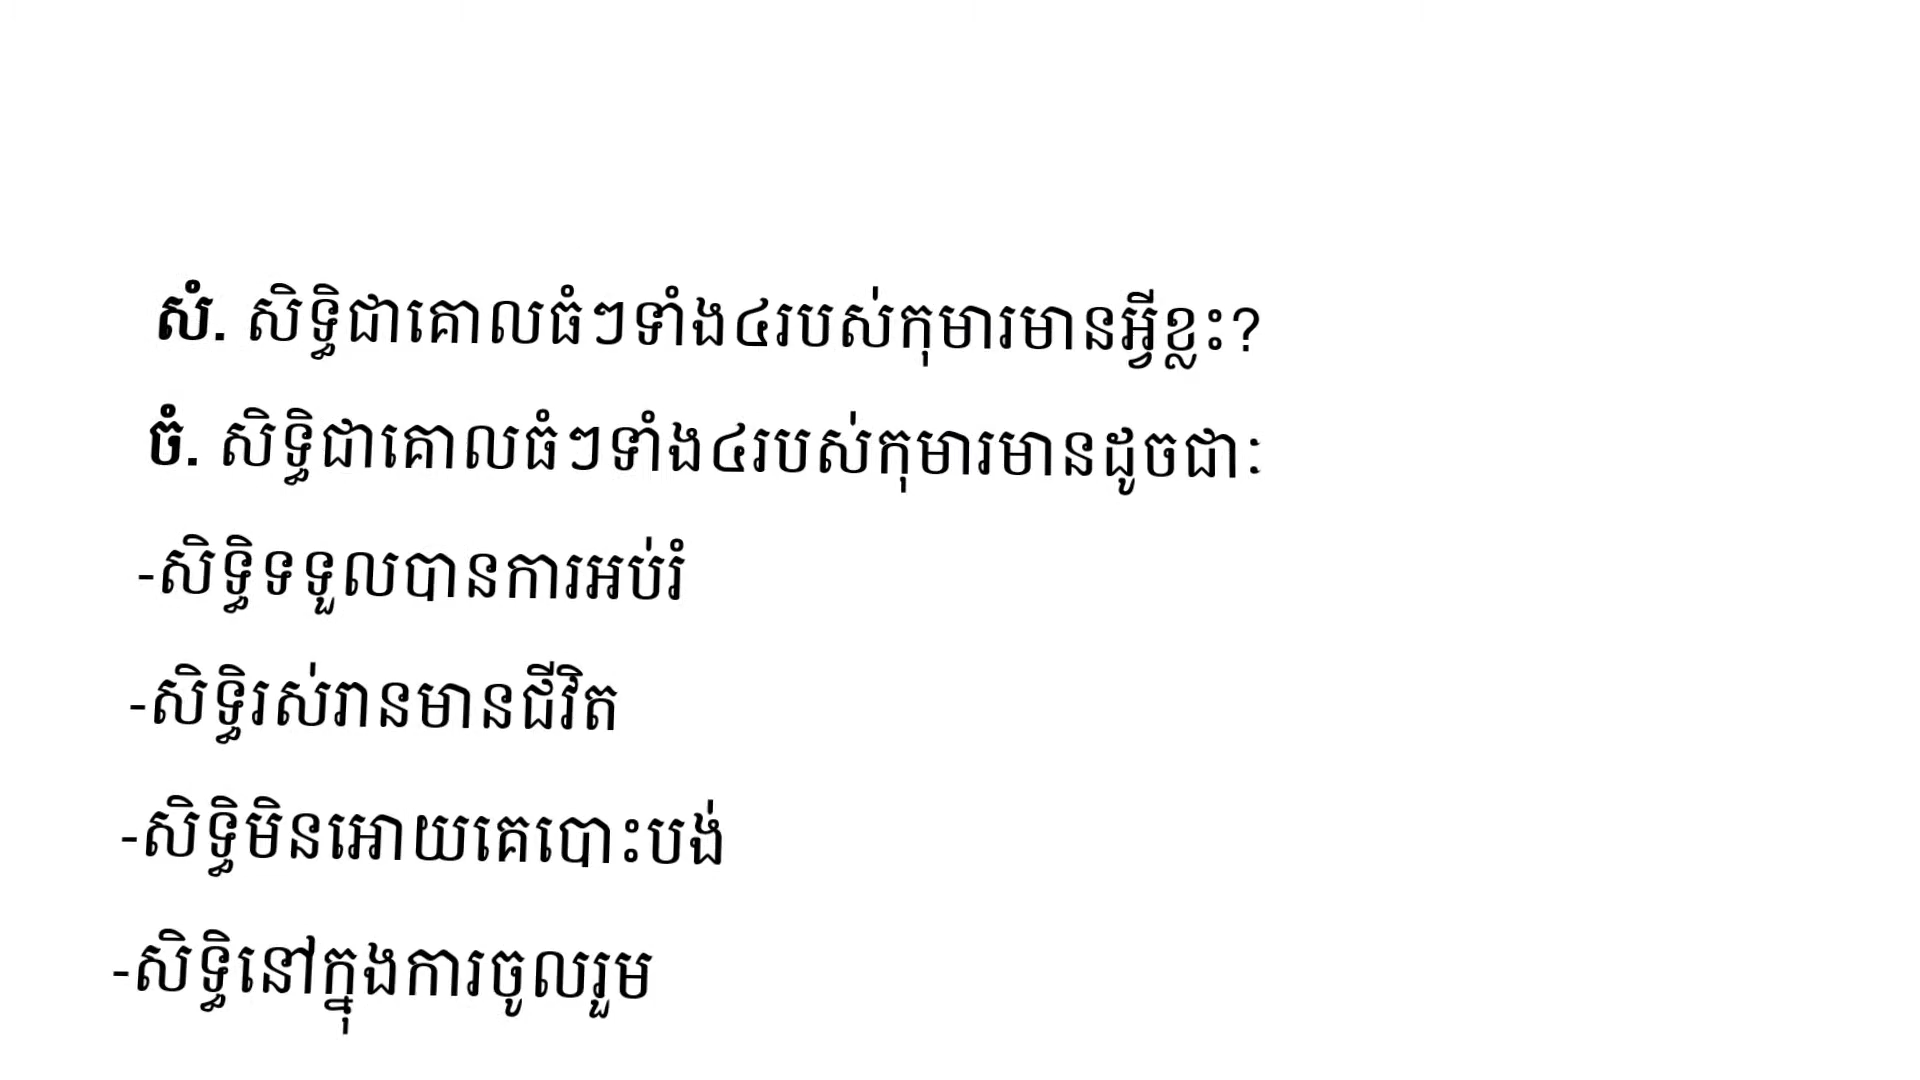 សំ. សិទ្ធិជាគោលធំៗទាំង៤របស់កុមារមានអ្វីខ្លះ?
ចំ. សិទ្ធិជាគោលធំៗទាំង៤របស់កុមារមានដូចជាៈ
-សិទ្ធិទទួលបានការអប់រំ
-សិទ្ធិរស់រានមានជីវិត
-សិទ្ធិមិនអោយគេបោះបង់
-សិទ្ធិនៅក្នុងការចូលរួម